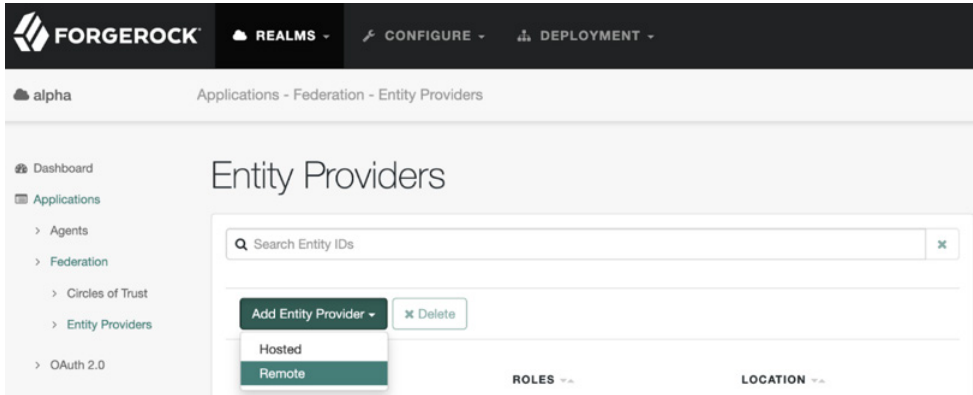 FORGEROCK REALMS CONFIGURE DEPLOYMENT
alpha Applications - Federation - Entity Providers
Dashboard
Applications
Agents
Federation
Circles of Trust
Entity Providers
OAuth 2.0
Entity Providers
Search Entity IDs
Add Entity Provider Delete
Hosted
Remote
ROLES LOCATION